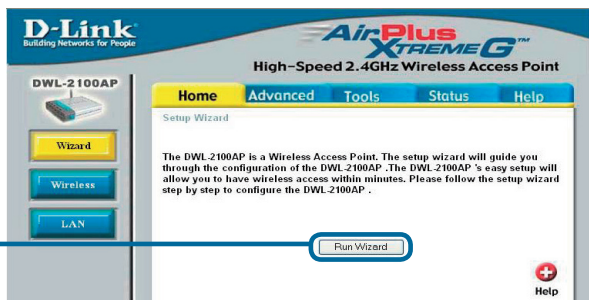 D-Link
Building Networks for People
AirPlus
XTREME G™
High-Speed 2.4GHz Wireless Access Point
DWL-2100AP
Home Advanced Tools Status Help
Setup Wizard
Wizard
Wireless
LAN
The DWL-2100AP is a Wireless Access Point. The setup wizard will guide you
through the configuration of the DWL-2100AP .The DWL-2100AP 's easy setup will
allow you to have wireless access within minutes. Please follow the setup wizard
step by step to configure the DWL-2100AP .
Run Wizard
Help